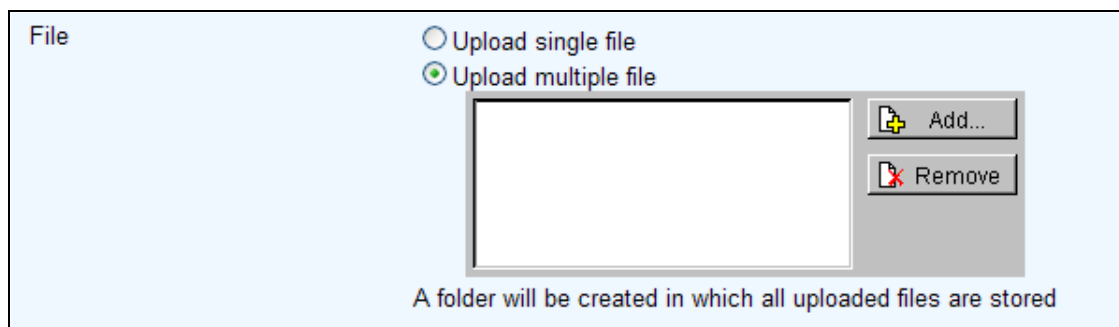 File
Upload single file
Upload multiple file
Add...
Remove
A folder will be created in which all uploaded files are stored